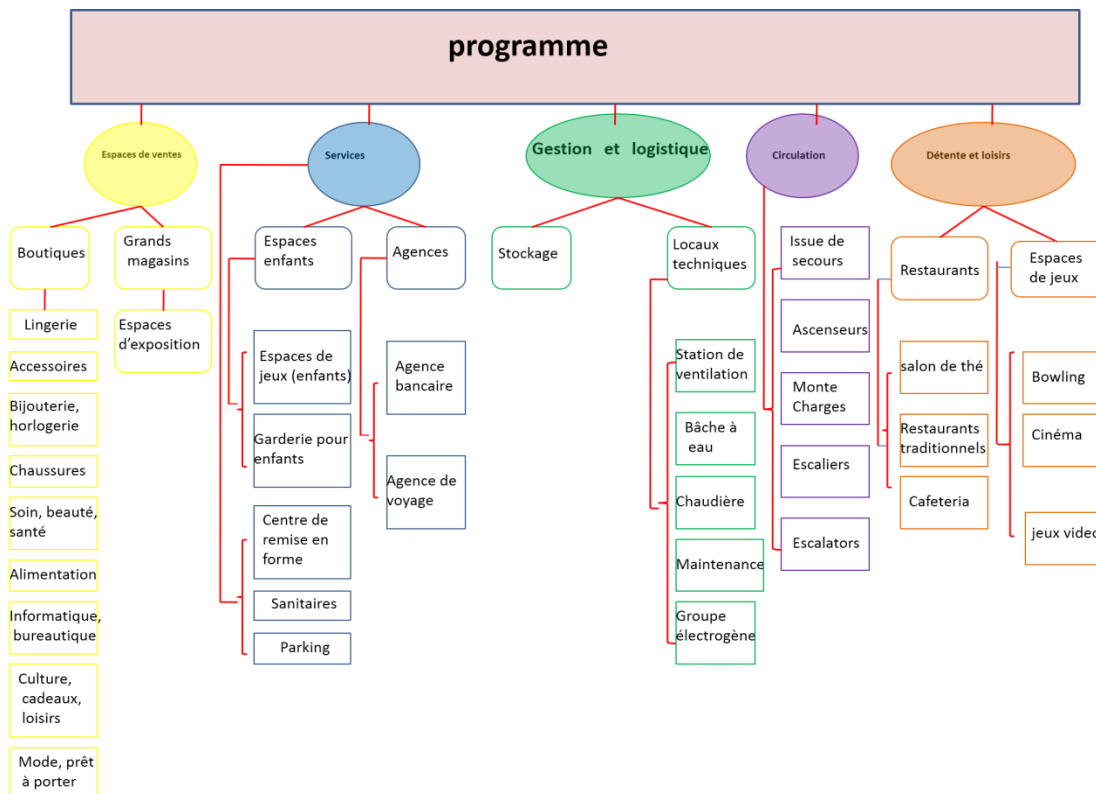 programme
Espaces de ventes
Services
Gestion et logistique
Circulation
Détente et loisirs
Boutiques
Grands
magasins
Espaces
enfants
Agences
Stockage
Locaux
techniques
Issue de
secours
Restaurants
Espaces
de jeux
Lingerie
Accessoires
Bijouterie,
horlogerie
Chaussures
Soin, beauté,
santé
Alimentation
Informatique,
bureautique
Culture,
cadeaux,
loisirs
Mode, prêt
à porter
Espaces
d'exposition
Espaces de
jeux (enfants)
Garderie pour
enfants
Centre de
remise en
forme
Sanitaires
Parking
Agence
bancaire
Agence de
voyage
Station de
ventilation
Bâche à
eau
Chaudière
Maintenance
Groupe
électrogène
Ascenseurs
Monte
Charges
Escaliers
Escalators
salon de thé
Restaurants
traditionnels
Cafeteria
Bowling
Cinéma
jeux video